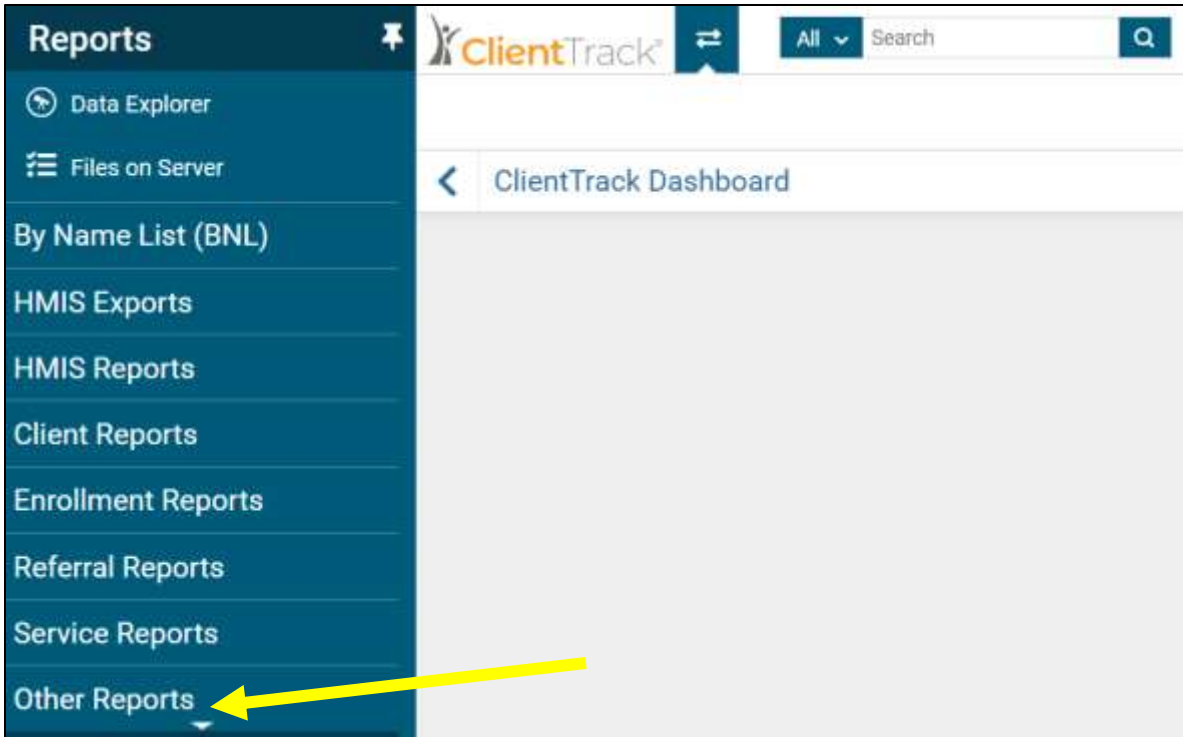 Reports
ClientTrack®
All
Search
Data Explorer
Files on Server
ClientTrack Dashboard
By Name List (BNL)
HMIS Exports
HMIS Reports
Client Reports
Enrollment Reports
Referral Reports
Service Reports
Other Reports